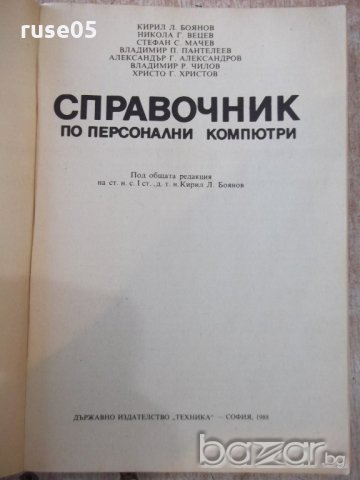 ruse05
КИРИЛ Л. БОЯНОВ
НИКОЛА Г. ВЕЦЕВ
СТЕФАН С. МАЧЕВ
ВЛАДИМИР П. ПАНТЕЛЕЕВ
АЛЕКСАНДЪР Г. АЛЕКСАНДРОВ
ВЛАДИМИР Р. ЧИЛОВ
ХРИСТО Г. ХРИСТОВ
СПРАВОЧНИК
ПО ПЕРСОНАЛНИ КОМПЮТРИ
Под общата редакция
на ст. н. с. I ст., д. т. н. Кирил Л. Боянов
ДЪРЖАВНО ИЗДАТЕЛСТВО „ТЕХНИКА" — СОФИЯ, 1988
bazar.bg